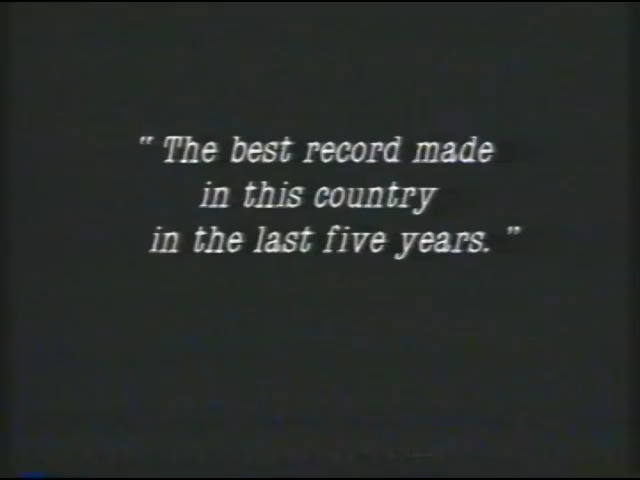 " The best record made
in this country
in the last five years. "